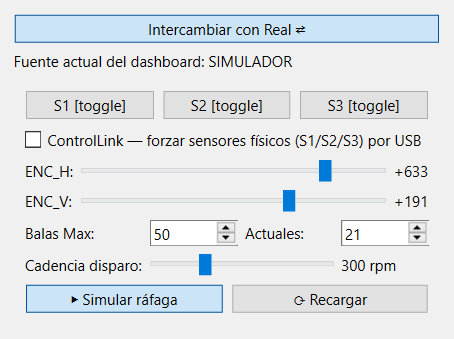 Intercambiar con Real ⇄
Fuente actual del dashboard: SIMULADOR
S1 [toggle] S2 [toggle] S3 [toggle]
ControlLink — forzar sensores físicos (S1/S2/S3) por USB
ENC_H: +633
ENC_V: +191
Balas Max: 50 Actuales: 21
Cadencia disparo: 300 rpm
▶ Simular ráfaga ⟳ Recargar